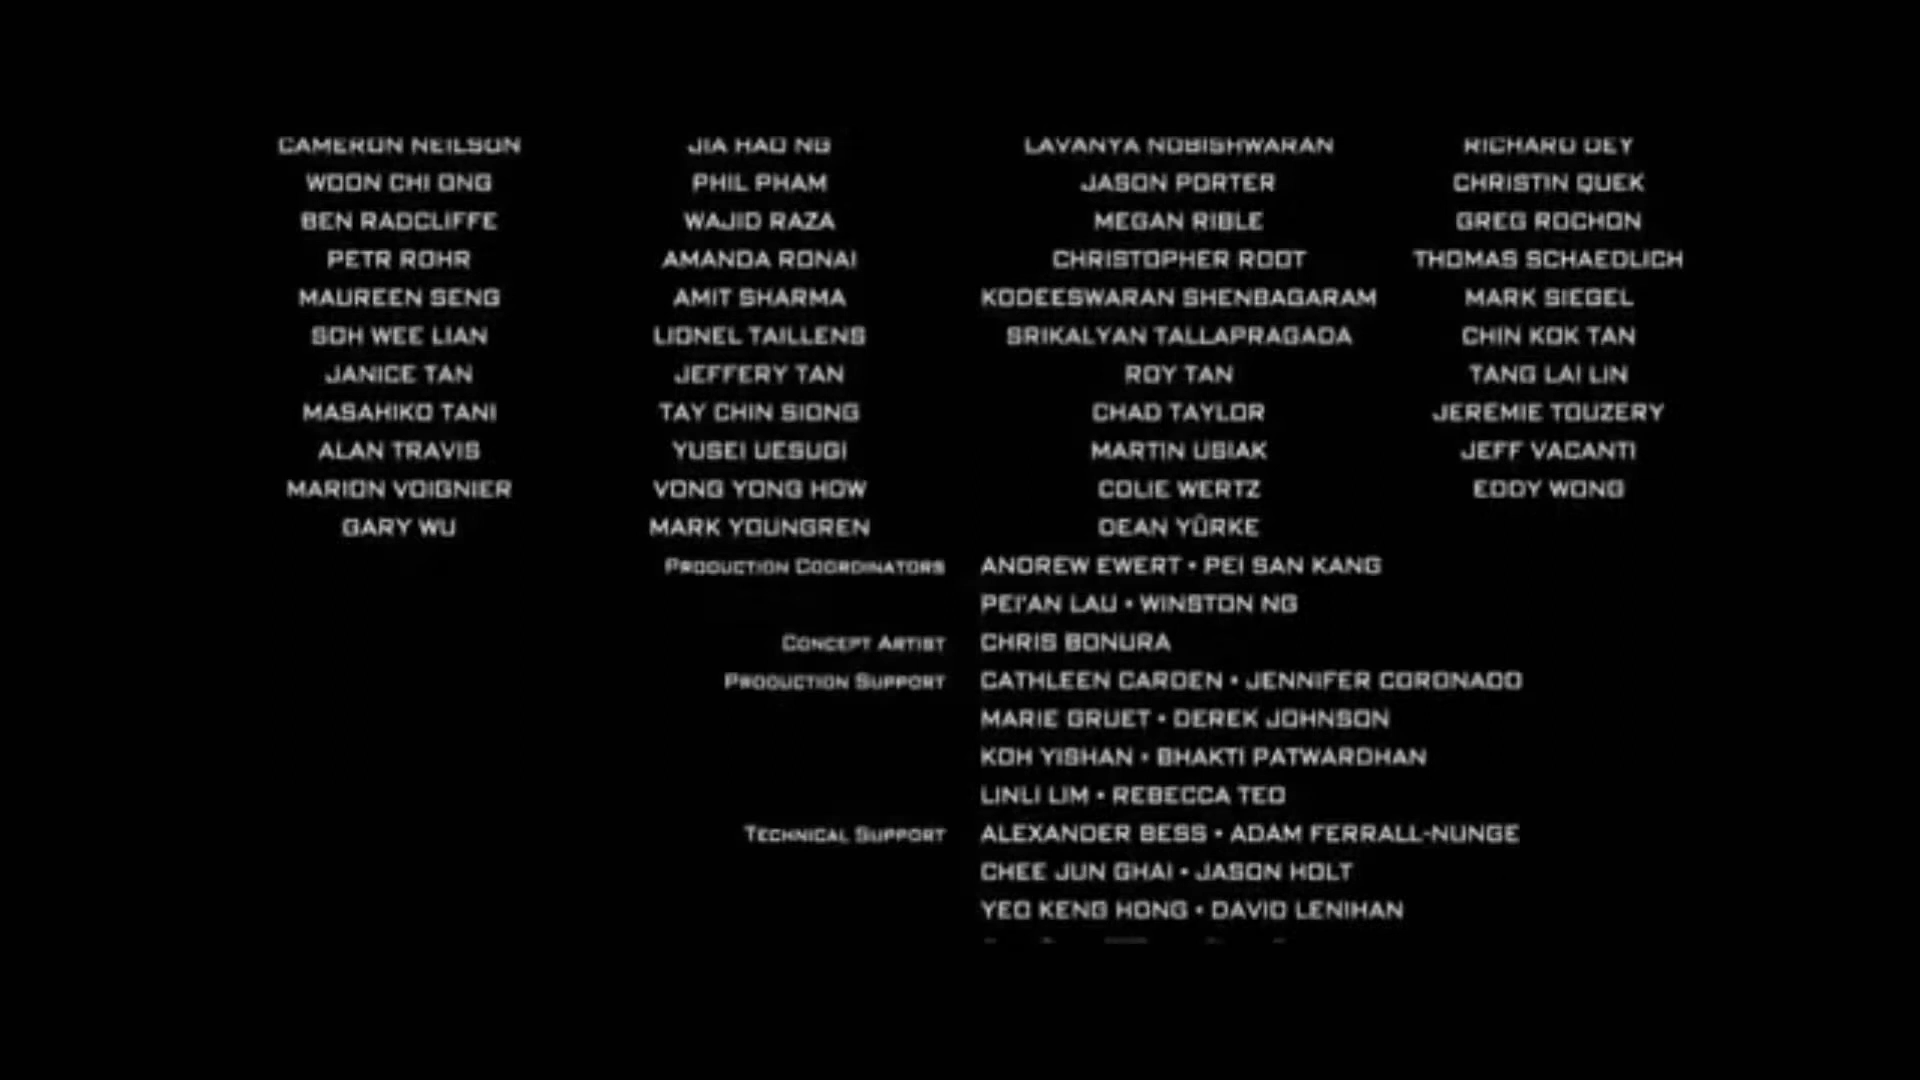 CAMERON NEILSON JIA HAO NG LAVANYA NOBISHWARAN RICHARD OEY
WOON CHI ONG PHIL PHAM JASON PORTER CHRISTIN QUEK
BEN RADCLIFFE WAJID RAZA MEGAN RIBLE GREG ROCHON
PETR ROHR AMANDA RONAI CHRISTOPHER ROOT THOMAS SCHAEDLICH
MAUREEN SENG AMIT SHARMA KODEESWARAN SHENBAGARAM MARK SIEGEL
SOH WEE LIAN LIONEL TAILLENS SRIKALYAN TALLAPRAGADA CHIN KOK TAN
JANICE TAN JEFFERY TAN ROY TAN TANG LAI LIN
MASAHIKO TANI TAY CHIN SIONG CHAD TAYLOR JEREMIE TOUZERY
ALAN TRAVIS YUSEI UESUGI MARTIN USIAK JEFF VACANTI
MARION VOIGNIER VONG YONG HOW COLIE WERTZ EDDY WONG
GARY WU MARK YOUNGREN DEAN YÛRKE
PRODUCTION COORDINATORS ANDREW EWERT • PEI SAN KANG
PEI'AN LAU • WINSTON NG
CONCEPT ARTIST CHRIS BONURA
PRODUCTION SUPPORT CATHLEEN CARDEN • JENNIFER CORONADO
MARIE GRUET • DEREK JOHNSON
KOH YISHAN • BHAKTI PATWARDHAN
LINLI LIM • REBECCA TEO
TECHNICAL SUPPORT ALEXANDER BESS • ADAM FERRALL-NUNGE
CHEE JUN GHAI • JASON HOLT
YEO KENG HONG • DAVID LENIHAN